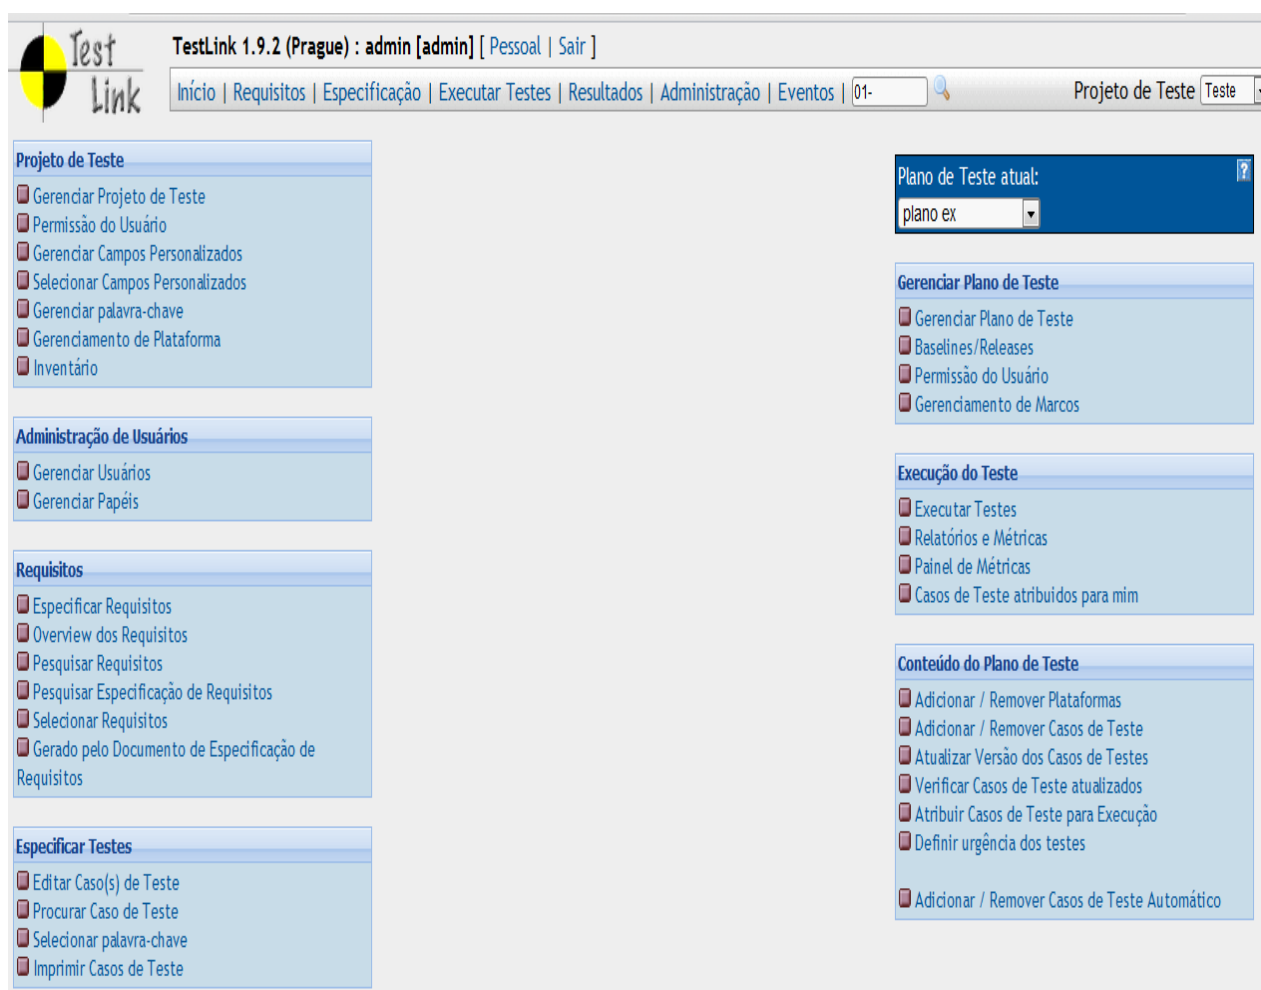 Test
Link
TestLink 1.9.2 (Prague) : admin [admin] [ Pessoal | Sair ]
Início | Requisitos | Especificação | Executar Testes | Resultados | Administração | Eventos | 01-
Projeto de Teste Teste
Projeto de Teste
Gerenciar Projeto de Teste
Permissão do Usuário
Gerenciar Campos Personalizados
Selecionar Campos Personalizados
Gerenciar palavra-chave
Gerenciamento de Plataforma
Inventário
Administração de Usuários
Gerenciar Usuários
Gerenciar Papéis
Requisitos
Especificar Requisitos
Overview dos Requisitos
Pesquisar Requisitos
Pesquisar Especificação de Requisitos
Selecionar Requisitos
Gerado pelo Documento de Especificação de
Requisitos
Especificar Testes
Editar Caso(s) de Teste
Procurar Caso de Teste
Selecionar palavra-chave
Imprimir Casos de Teste
Plano de Teste atual:
?
plano ex
Gerenciar Plano de Teste
Gerenciar Plano de Teste
Baselines/Releases
Permissão do Usuário
Gerenciamento de Marcos
Execução do Teste
Executar Testes
Relatórios e Métricas
Painel de Métricas
Casos de Teste atribuidos para mim
Conteúdo do Plano de Teste
Adicionar / Remover Plataformas
Adicionar / Remover Casos de Teste
Atualizar Versão dos Casos de Testes
Verificar Casos de Teste atualizados
Atribuir Casos de Teste para Execução
Definir urgência dos testes
Adicionar / Remover Casos de Teste Automático